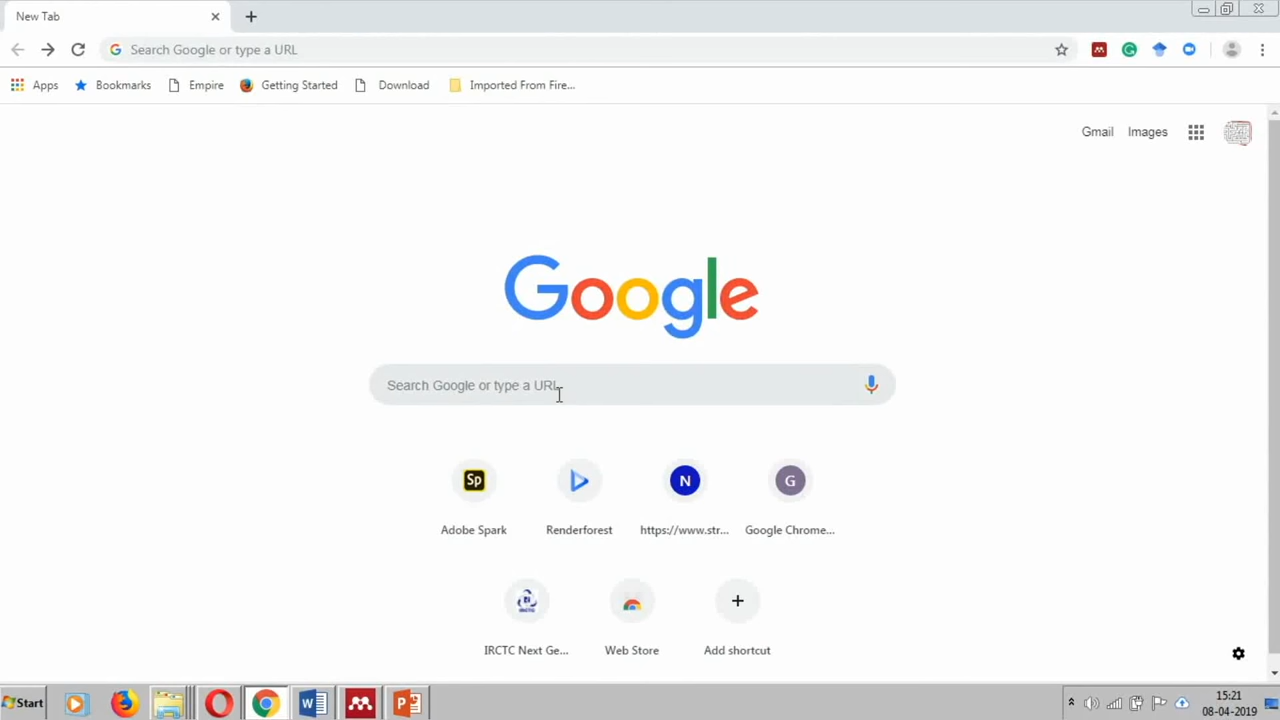 New Tab
Search Google or type a URL
Apps Bookmarks Empire Getting Started Download Imported From Fire...
Gmail Images
Google
Search Google or type a URL
Sp N G
Adobe Spark Renderforest https://www.str... Google Chrome...
IRCTC
IRCTC Next Ge... Web Store Add shortcut
Start
15:21
08-04-2019